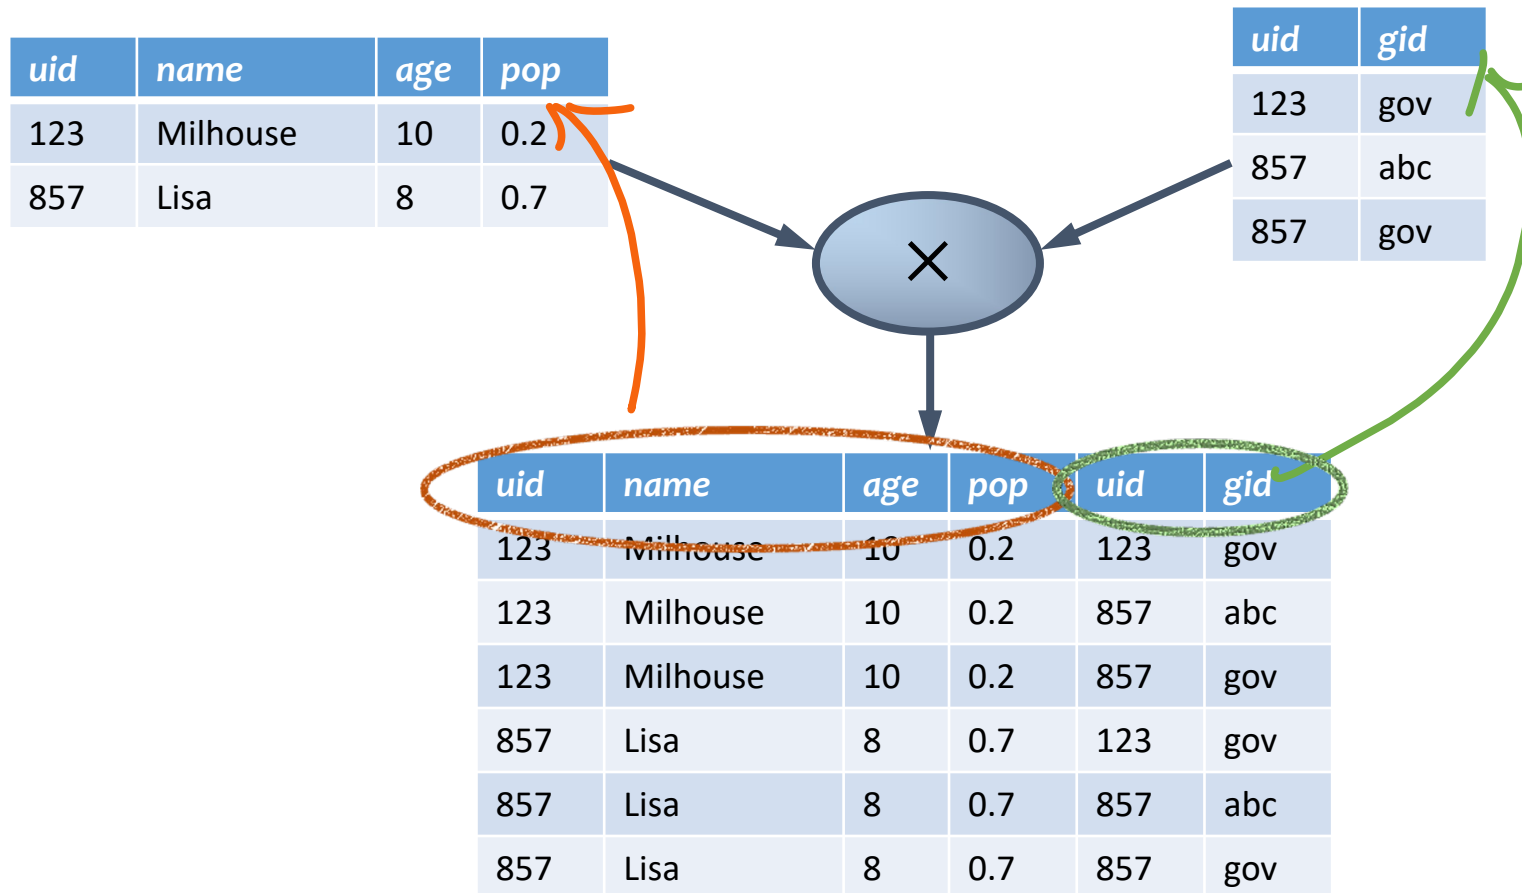 uid name age pop
123 Milhouse 10 0.2
857 Lisa 8 0.7
uid gid
123 gov
857 abc
857 gov
×
uid name age pop uid gid
123 Milhouse 10 0.2 123 gov
123 Milhouse 10 0.2 857 abc
123 Milhouse 10 0.2 857 gov
857 Lisa 8 0.7 123 gov
857 Lisa 8 0.7 857 abc
857 Lisa 8 0.7 857 gov